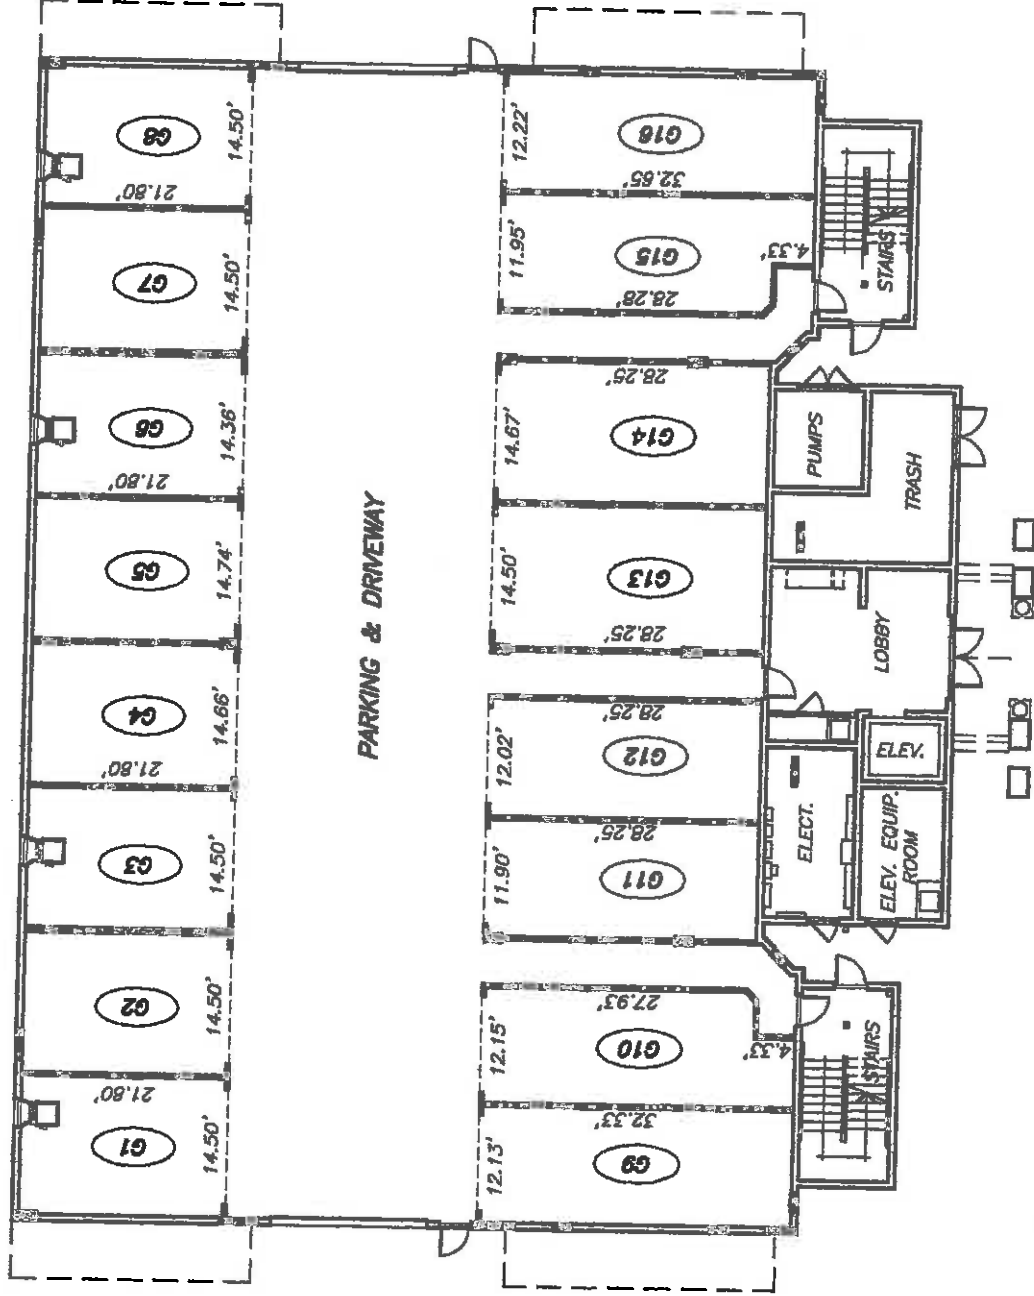 G8
14.50'
21.80'
G7
14.50'
G6
14.36'
21.80'
G5
14.74'
G4
14.66'
21.80'
G3
14.50'
G2
14.50'
21.80'
G1
14.50'
PARKING & DRIVEWAY
12.22'
G16
32.65'
11.95'
G15
4.33'
28.28'
STAIRS
28.25'
14.67'
G14
PUMPS
TRASH
14.50'
G13
28.25'
LOBBY
28.25'
12.02'
G12
ELEV.
28.25'
11.90'
G11
ELECT.
ELEV. EQUIP.
ROOM
27.93'
12.15'
G10
4.33'
STAIRS
32.33'
12.13'
G9